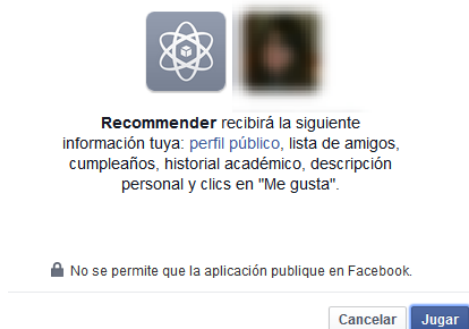 Recommender recibirá la siguiente
información tuya: perfil público, lista de amigos,
cumpleaños, historial académico, descripción
personal y clics en "Me gusta".
No se permite que la aplicación publique en Facebook.
Cancelar Jugar